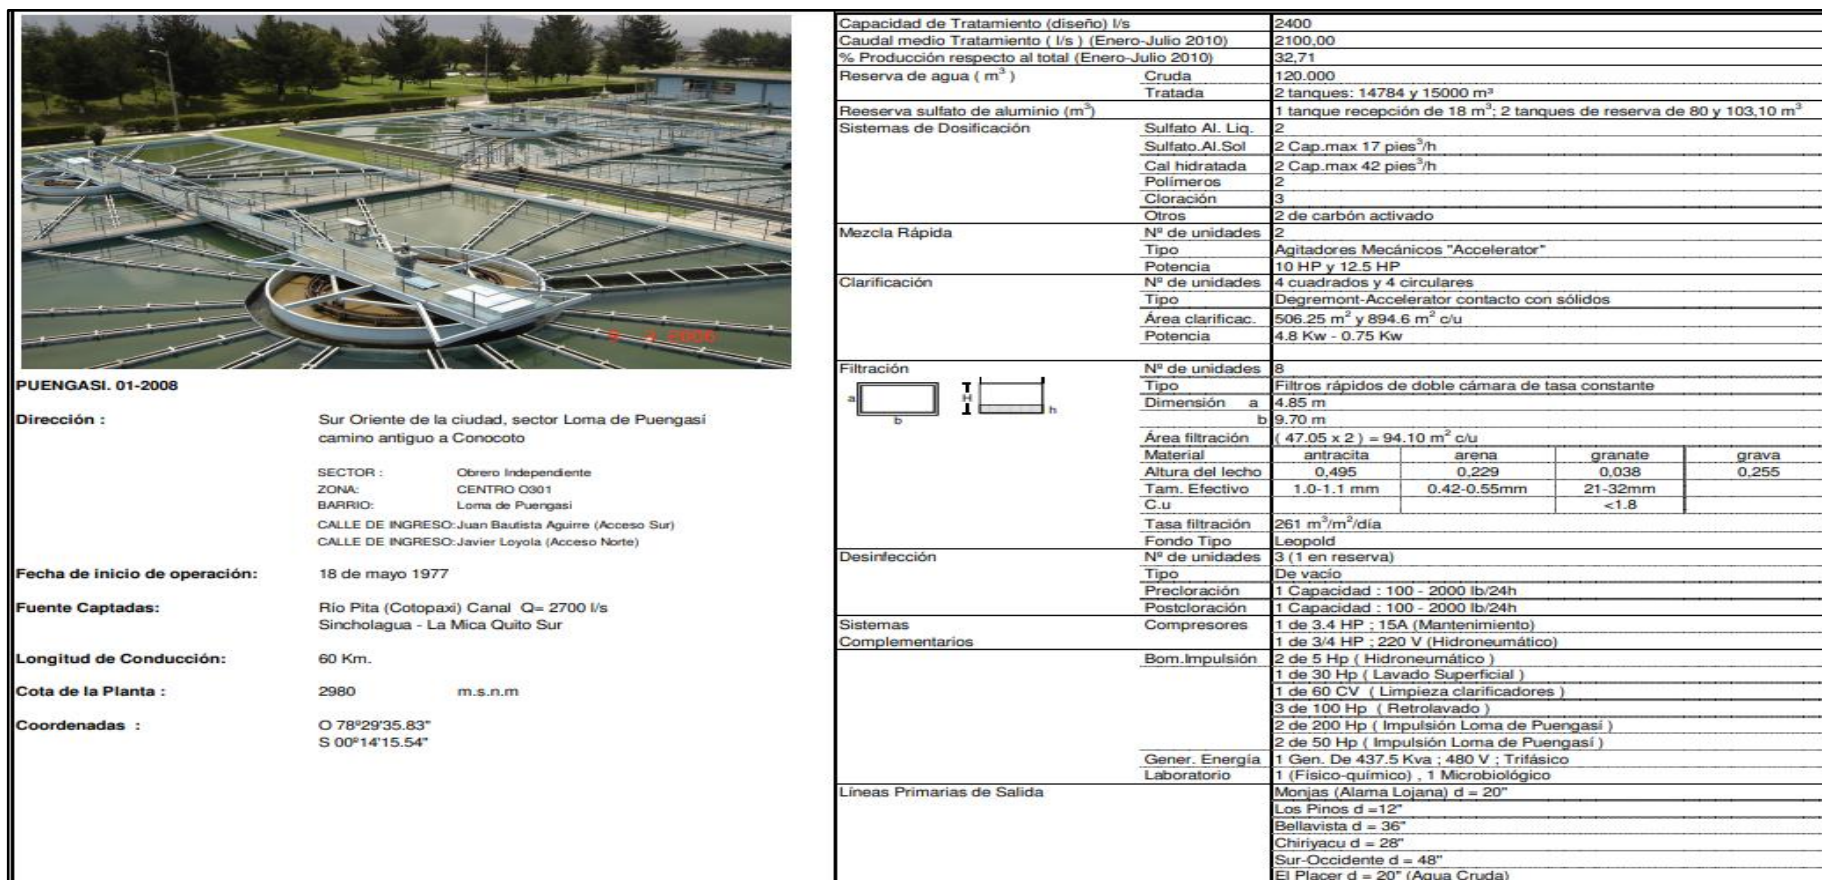 9 4 2006
PUENGASI. 01-2008
Dirección : Sur Oriente de la ciudad, sector Loma de Puengasí
camino antiguo a Conocoto
SECTOR : Obrero Independiente
ZONA: CENTRO O301
BARRIO: Loma de Puengasi
CALLE DE INGRESO: Juan Bautista Aguirre (Acceso Sur)
CALLE DE INGRESO: Javier Loyola (Acceso Norte)
Fecha de inicio de operación: 18 de mayo 1977
Fuente Captadas: Río Pita (Cotopaxi) Canal Q= 2700 l/s
Sincholagua - La Mica Quito Sur
Longitud de Conducción: 60 Km.
Cota de la Planta : 2980 m.s.n.m
Coordenadas : O 78º29'35.83"
S 00º14'15.54"
Capacidad de Tratamiento (diseño) l/s 2400
Caudal medio Tratamiento ( l/s ) (Enero-Julio 2010) 2100,00
% Producción respecto al total (Enero-Julio 2010) 32,71
Reserva de agua ( m³ ) Cruda 120.000
Tratada 2 tanques: 14784 y 15000 m³
Reeserva sulfato de aluminio (m³) 1 tanque recepción de 18 m³; 2 tanques de reserva de 80 y 103,10 m³
Sistemas de Dosificación Sulfato Al. Liq. 2
Sulfato.Al.Sol 2 Cap.max 17 pies³/h
Cal hidratada 2 Cap.max 42 pies³/h
Polímeros 2
Cloración 3
Otros 2 de carbón activado
Mezcla Rápida Nº de unidades 2
Tipo Agitadores Mecánicos "Accelerator"
Potencia 10 HP y 12.5 HP
Clarificación Nº de unidades 4 cuadrados y 4 circulares
Tipo Degremont-Accelerator contacto con sólidos
Área clarificac. 506.25 m² y 894.6 m² c/u
Potencia 4.8 Kw - 0.75 Kw
Filtración Nº de unidades 8
Tipo Filtros rápidos de doble cámara de tasa constante
a H h b
Dimensión a 4.85 m
b 9.70 m
Área filtración ( 47.05 x 2 ) = 94.10 m² c/u
Material antracita arena granate grava
Altura del lecho 0,495 0,229 0,038 0,255
Tam. Efectivo 1.0-1.1 mm 0.42-0.55mm 21-32mm
C.u <1.8
Tasa filtración 261 m³/m²/día
Fondo Tipo Leopold
Desinfección Nº de unidades 3 (1 en reserva)
Tipo De vacío
Precloración 1 Capacidad : 100 - 2000 lb/24h
Postcloración 1 Capacidad : 100 - 2000 lb/24h
Sistemas Compresores 1 de 3.4 HP ; 15A (Mantenimiento)
Complementarios 1 de 3/4 HP ; 220 V (Hidroneumático)
Bom.Impulsión 2 de 5 Hp ( Hidroneumático )
1 de 30 Hp ( Lavado Superficial )
1 de 60 CV ( Limpieza clarificadores )
3 de 100 Hp ( Retrolavado )
2 de 200 Hp ( Impulsión Loma de Puengasí )
2 de 50 Hp ( Impulsión Loma de Puengasí )
Gener. Energía 1 Gen. De 437.5 Kva ; 480 V ; Trifásico
Laboratorio 1 (Físico-químico) , 1 Microbiológico
Líneas Primarias de Salida Monjas (Alama Lojana) d = 20"
Los Pinos d =12"
Bellavista d = 36"
Chiriyacu d = 28"
Sur-Occidente d = 48"
El Placer d = 20" (Agua Cruda)